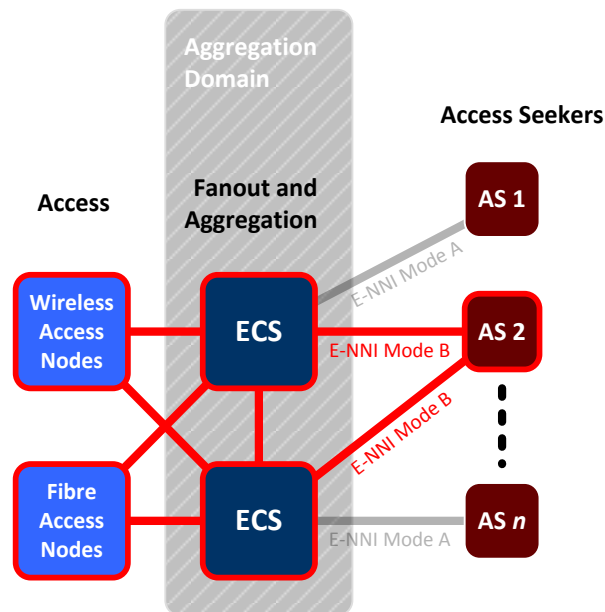 Aggregation
Domain
Access Seekers
Access
Fanout and
Aggregation
AS 1
E-NNI Mode A
Wireless
Access
Nodes
ECS
E-NNI Mode B
AS 2
E-NNI Mode B
Fibre
Access
Nodes
ECS
E-NNI Mode A
AS n